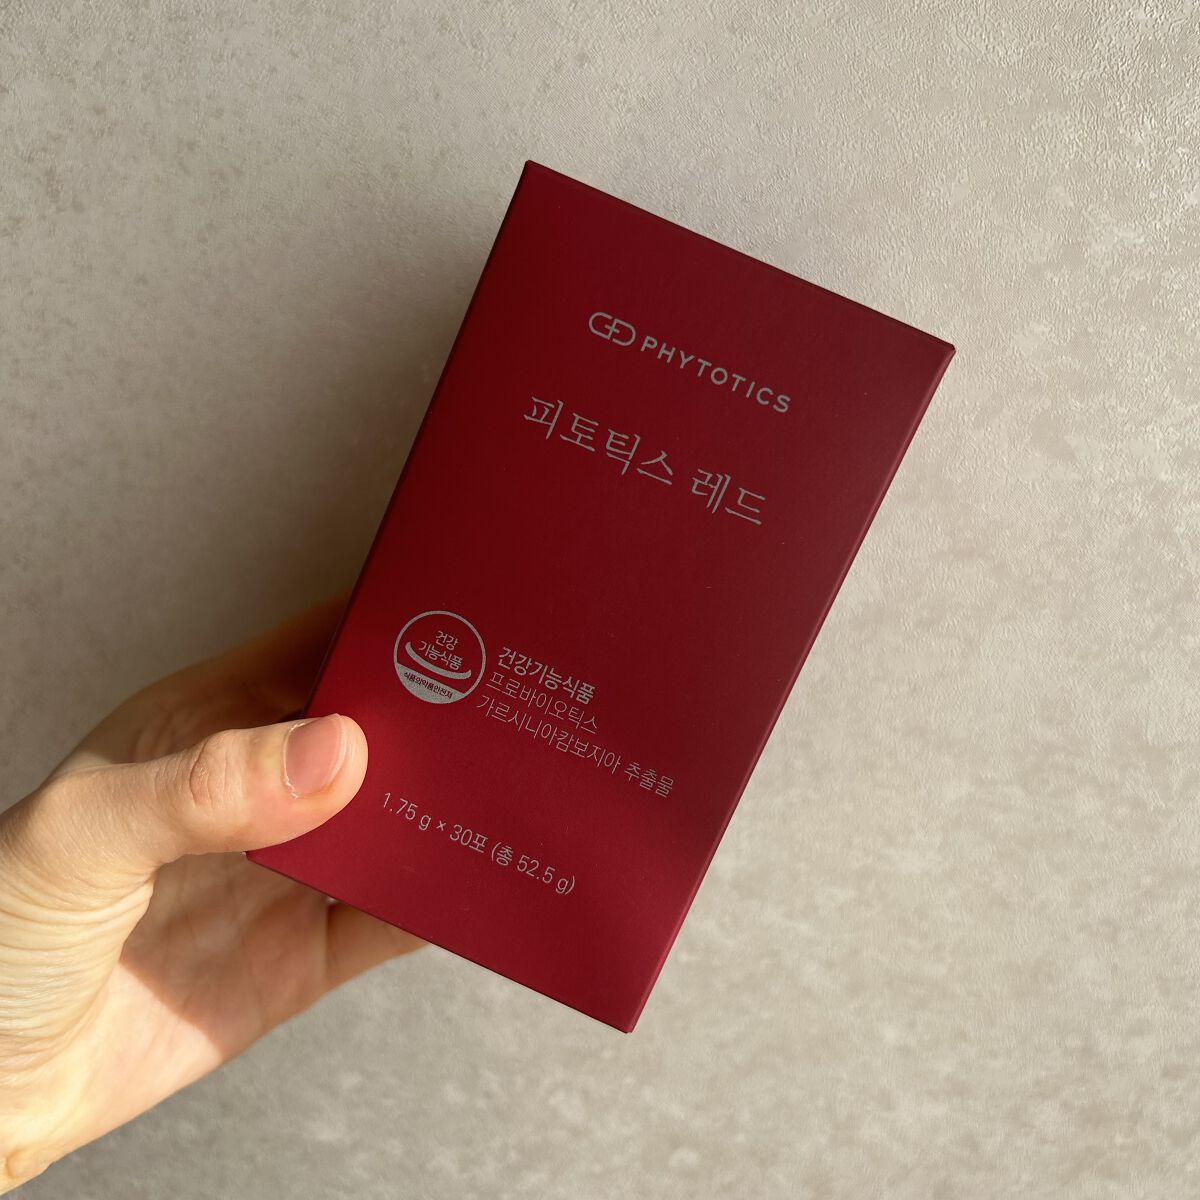 PHYTOTICS
피토틱스 레드
건강
기능식품
식품의약품안전처
건강기능식품
프로바이오틱스
가르시니아캄보지아 추출물
1.75 g × 30포 (총 52.5 g)